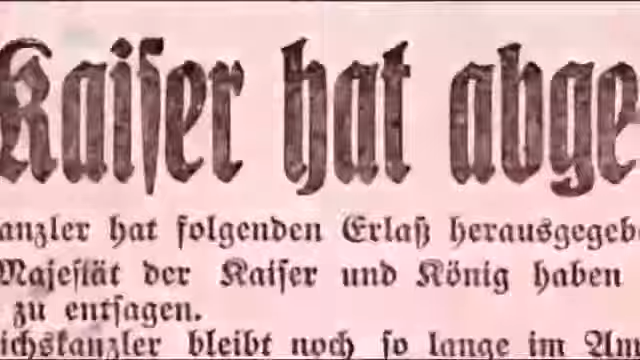 Kaiser hat abge
anzler hat folgenden Erlaß herausgegeb
Majestät der Kaiser und König haben
zu entsagen.
ichskanzler bleibt noch so lange im Am